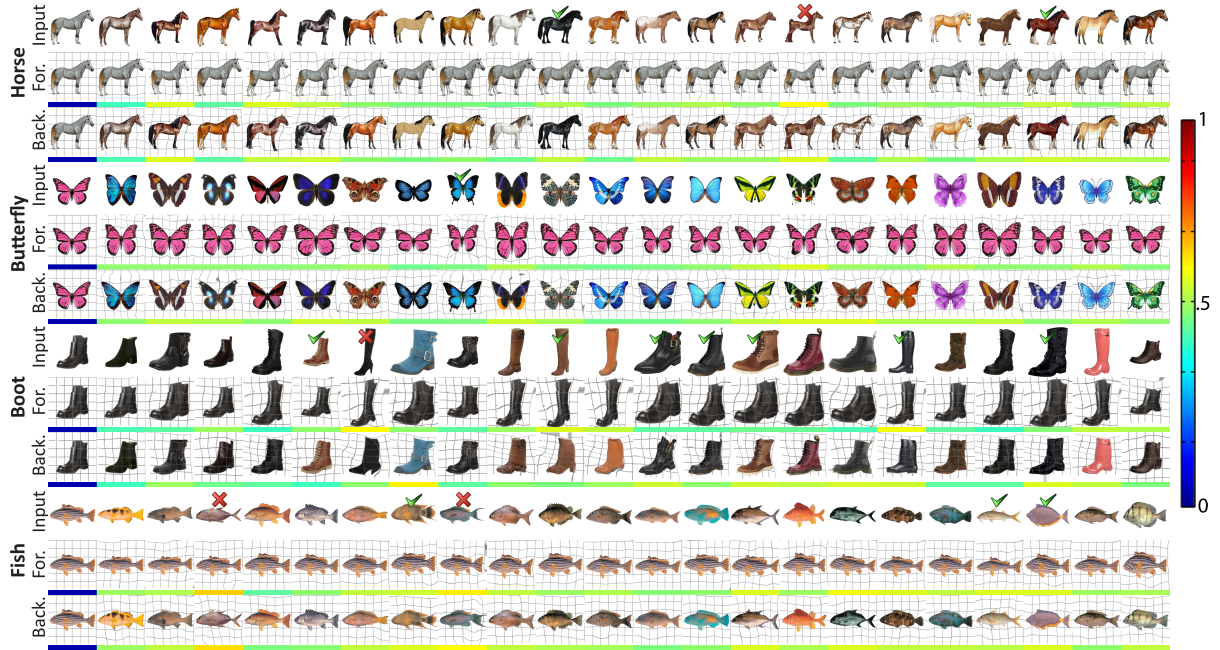 Horse
Input
For.
Back.
Butterfly
Input
For.
Back.
Boot
Input
For.
Back.
Fish
Input
For.
Back.
1
.5
0